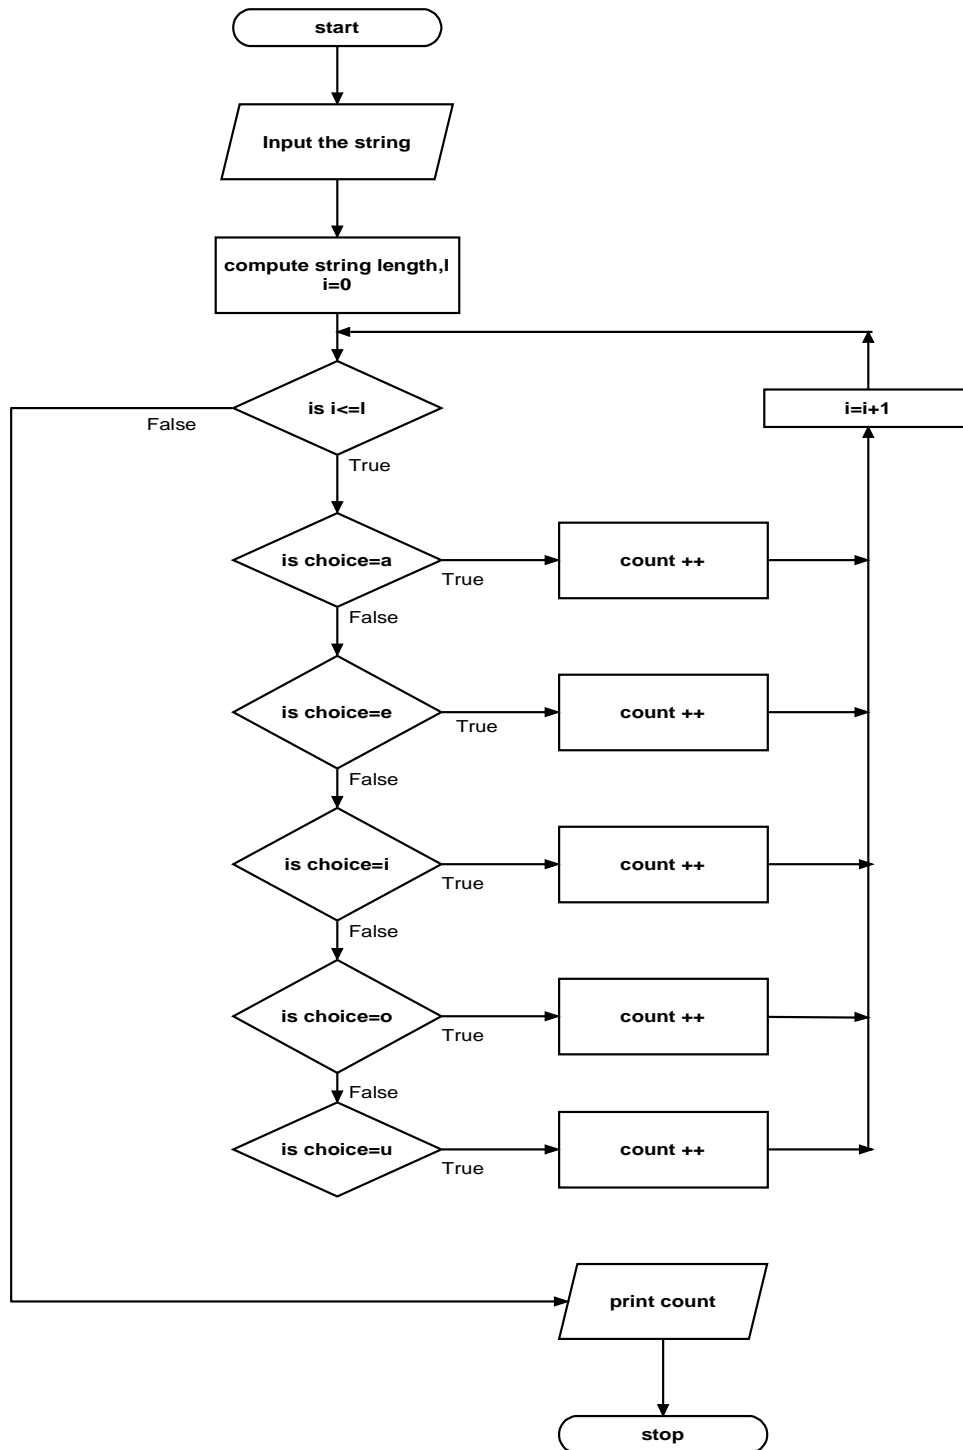 start
Input the string
compute string length,l
i=0
is i<=l
False
i=i+1
True
is choice=a
True
count ++
False
is choice=e
True
count ++
False
is choice=i
True
count ++
False
is choice=o
True
count ++
False
is choice=u
True
count ++
print count
stop